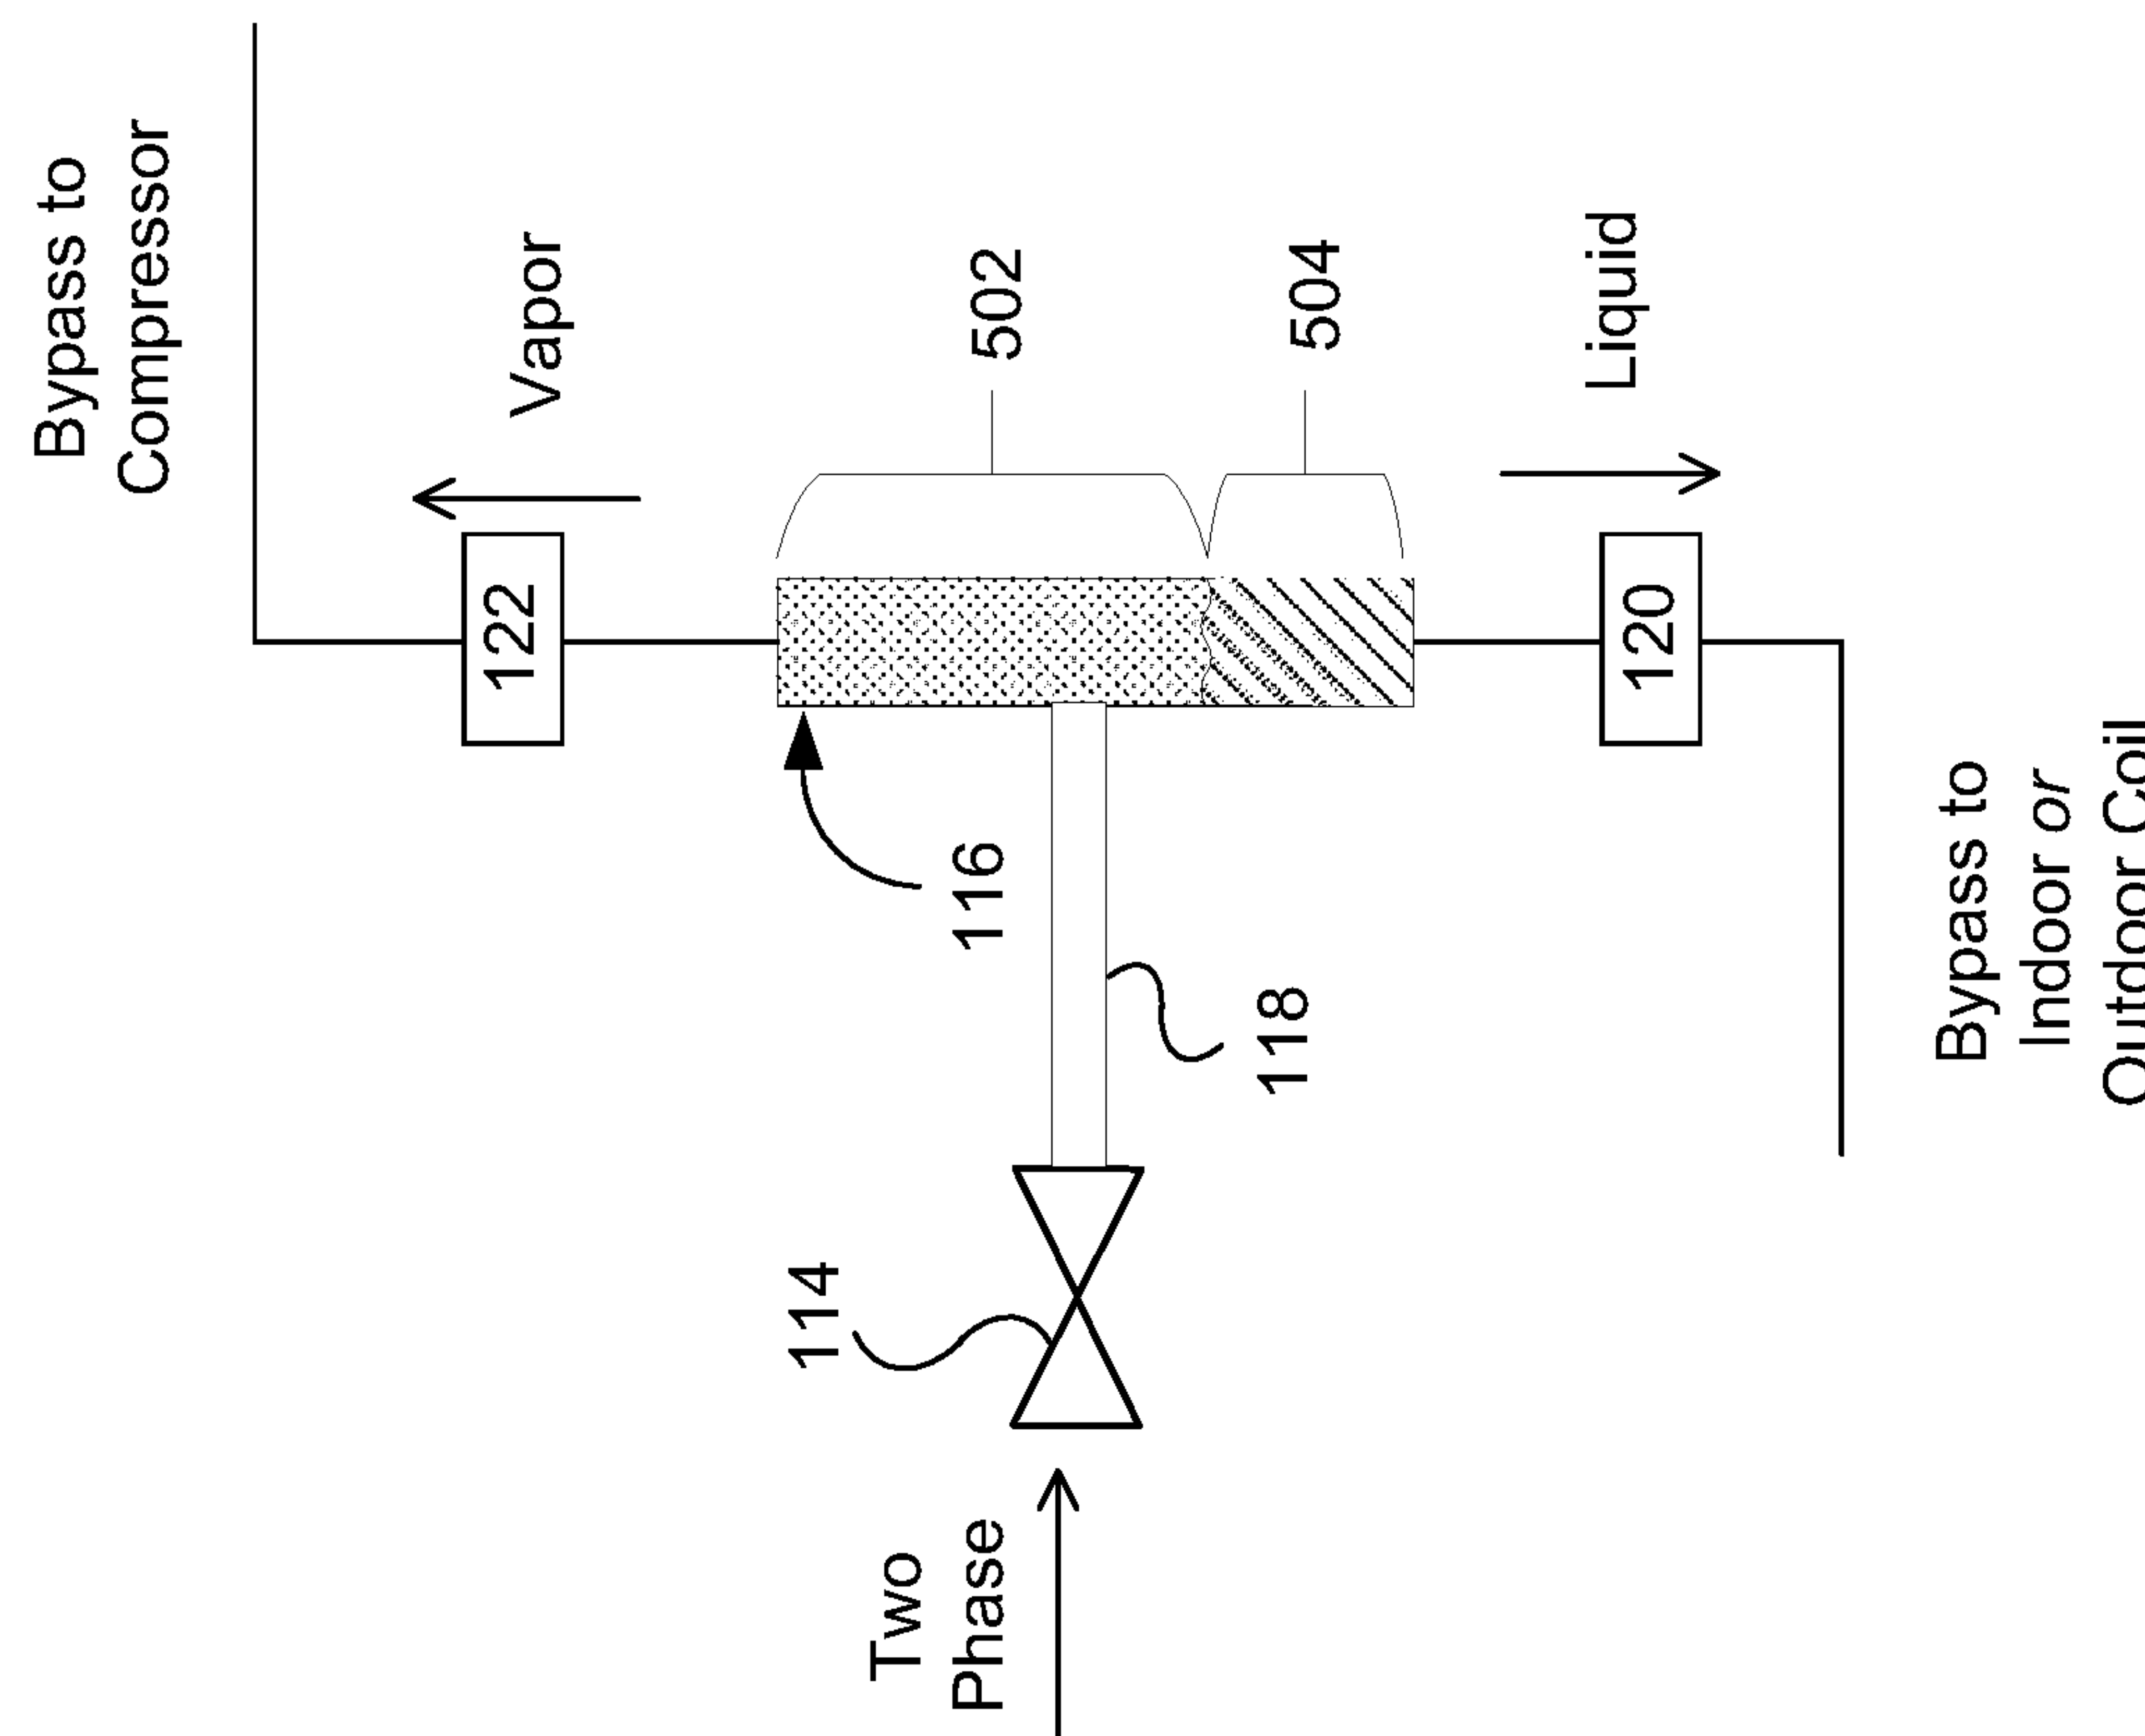 Bypass to
Compressor
122
Vapor
114
Two
Phase
116
502
118
504
Liquid
120
Bypass to
Indoor or
Outdoor Coil